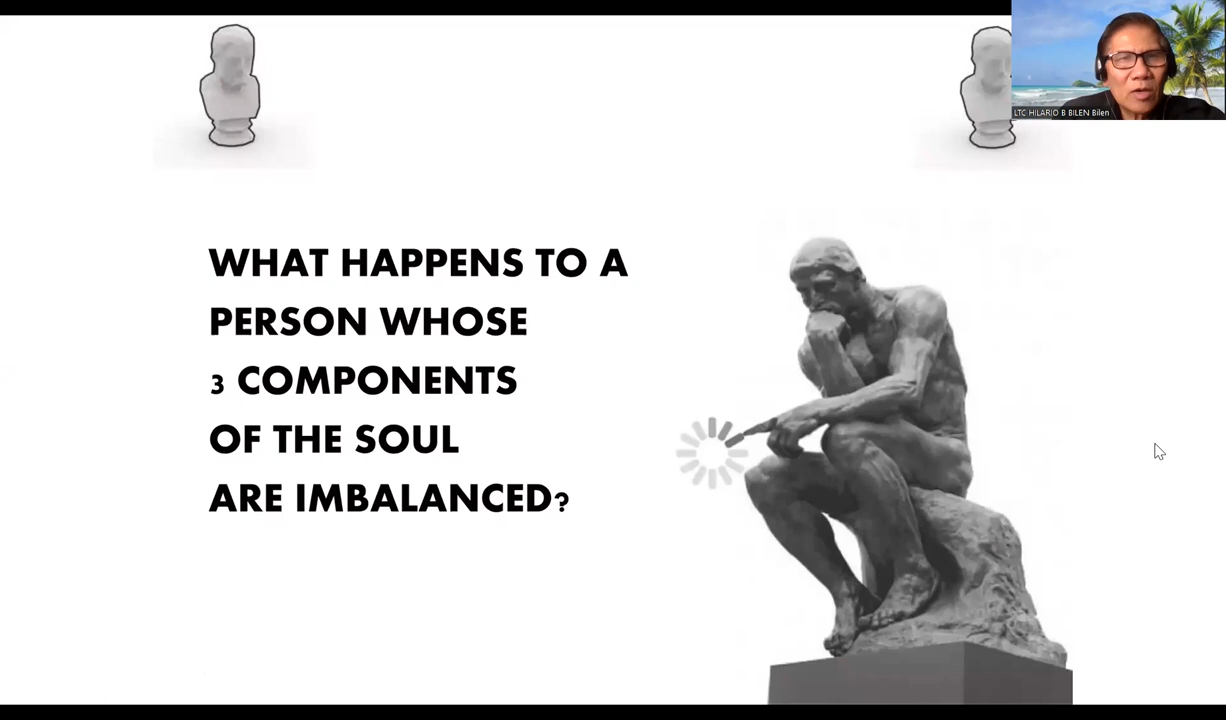 LTC HILARIO B BILEN Bilen
WHAT HAPPENS TO A
PERSON WHOSE
3 COMPONENTS
OF THE SOUL
ARE IMBALANCED?